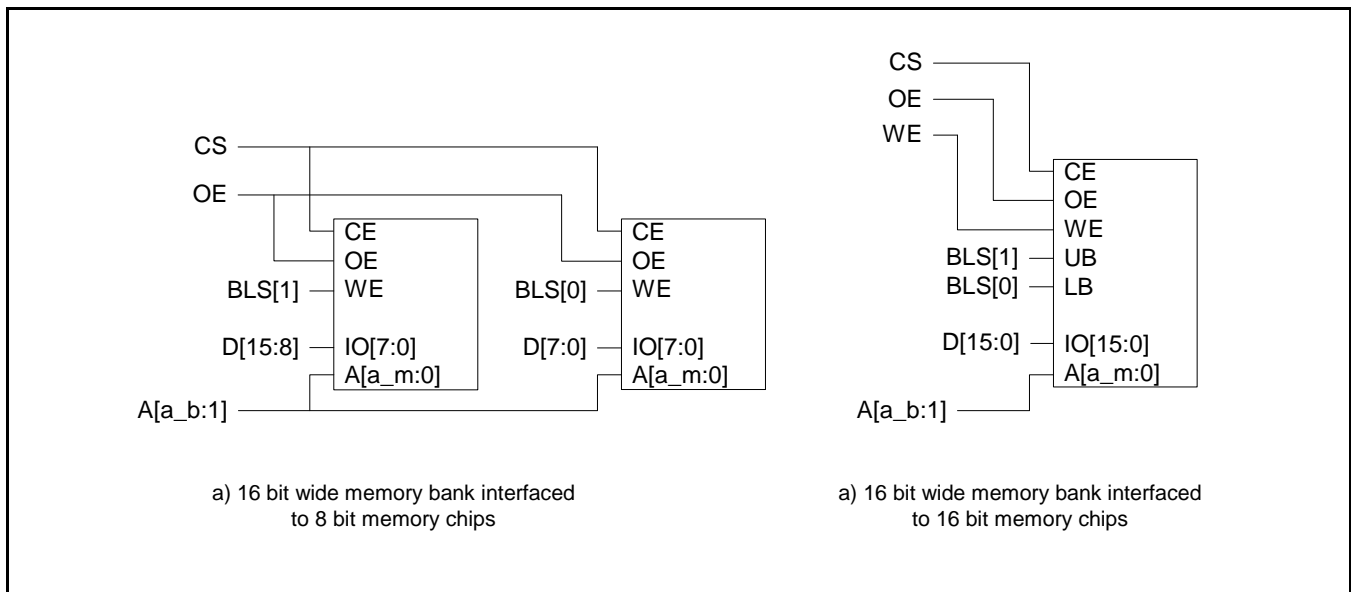 CS
OE
CE
OE
BLS[1] WE
D[15:8] IO[7:0]
A[a_m:0]
CE
OE
BLS[0] WE
D[7:0] IO[7:0]
A[a_m:0]
A[a_b:1]
a) 16 bit wide memory bank interfaced
to 8 bit memory chips
CS
OE
WE
CE
OE
WE
BLS[1] UB
BLS[0] LB
D[15:0] IO[15:0]
A[a_m:0]
A[a_b:1]
a) 16 bit wide memory bank interfaced
to 16 bit memory chips